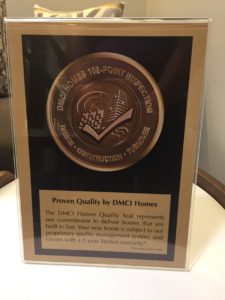 DMCI HOMES 102-POINT INSPECTION
DESIGN • CONSTRUCTION • TURNOVER
Proven Quality by DMCI Homes
The DMCI Homes Quality Seal represents
our commitment to deliver homes that are
built to last. Your new home is subject to our
proprietary quality management system, and
comes with a 2-year limited warranty*.